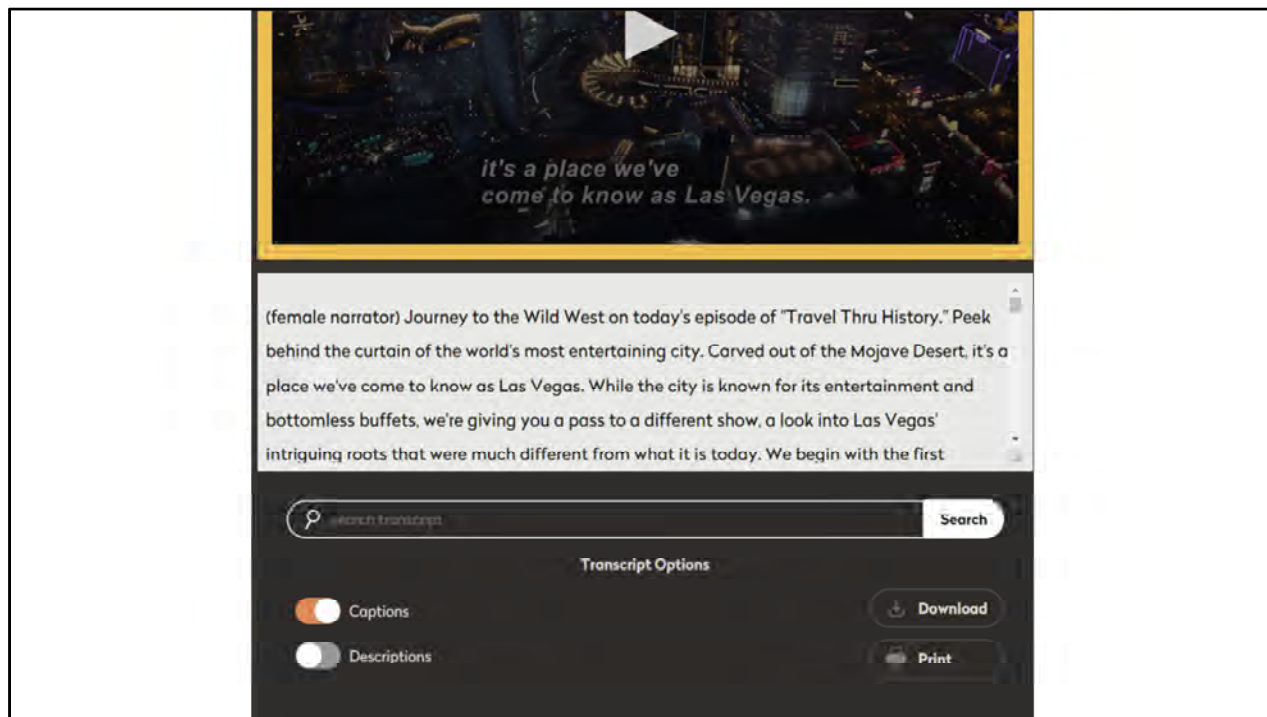 it's a place we've
come to know as Las Vegas.
(female narrator) Journey to the Wild West on today's episode of "Travel Thru History." Peek
behind the curtain of the world's most entertaining city. Carved out of the Mojave Desert, it's a
place we've come to know as Las Vegas. While the city is known for its entertainment and
bottomless buffets, we're giving you a pass to a different show, a look into Las Vegas'
intriguing roots that were much different from what it is today. We begin with the first
search transcript
Search
Transcript Options
Captions
Download
Descriptions
Print